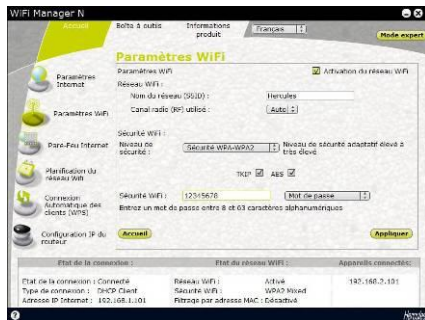 WiFi Manager N
Accueil
Boîte à outils
Informations produit
Français
Mode expert
Paramètres WiFi
Paramètres Internet
Paramètres WiFi
Pare-Feu Internet
Planification du réseau Wifi
Connexion Automatique des clients (WPS)
Configuration IP du routeur
Paramètres WiFi
Activation du réseau WiFi
Réseau WiFi :
Nom du réseau (SSID) : Hercules
Canal radio (RF) utilisé : Auto
Sécurité WiFi :
Niveau de sécurité : Sécurité WPA-WPA2 Niveau de sécurité adaptatif élevé à très élevé
TKIP AES
Sécurité WiFi : 12345678 Mot de passe
Entrez un mot de passe entre 8 et 63 caractères alphanumériques
Accueil
Appliquer
Etat de la connexion :
Etat de la connexion : Connecté
Type de connexion : DHCP Client
Adresse IP Internet : 192.168.1.101
Etat du réseau WiFi :
Réseau WiFi : Activé
Sécurité WiFi : WPA2 Mixed
Filtrage par adresse MAC : Désactivé
Appareils connectés:
192.168.2.101
Hercules